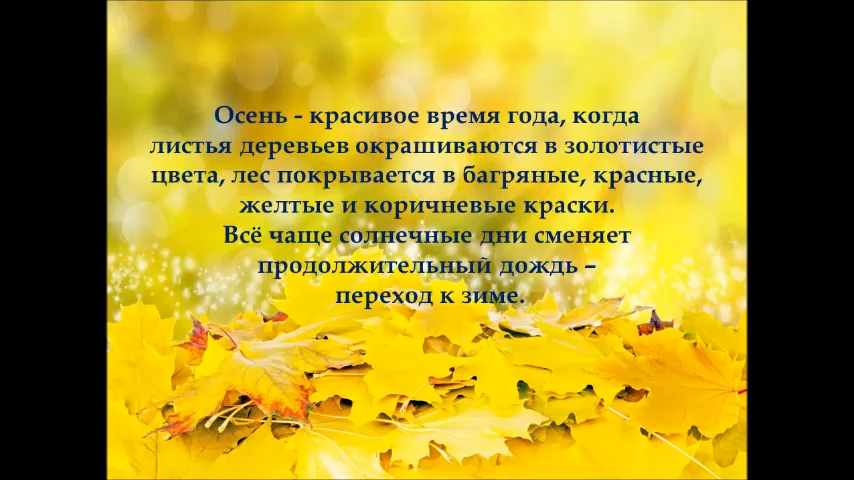 Осень - красивое время года, когда
листья деревьев окрашиваются в золотистые
цвета, лес покрывается в багряные, красные,
желтые и коричневые краски.
Всё чаще солнечные дни сменяет
продолжительный дождь –
переход к зиме.